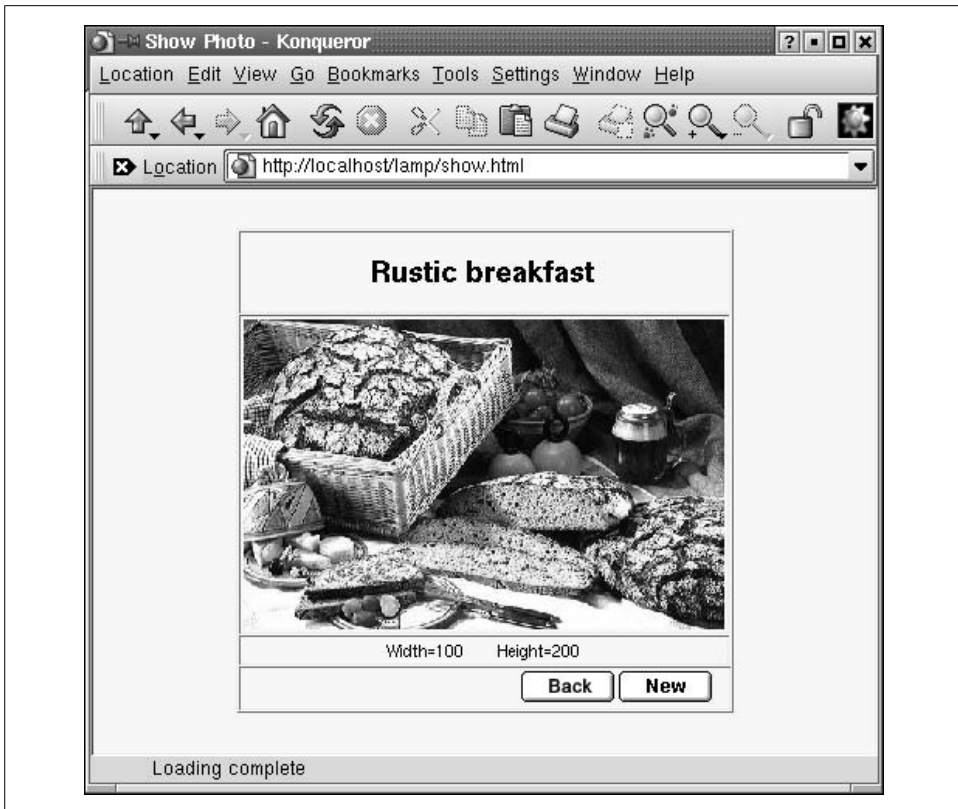 Show Photo - Konqueror
Location Edit View Go Bookmarks Tools Settings Window Help
Location http://localhost/lamp/show.html
Rustic breakfast
Width=100 Height=200
Back New
Loading complete